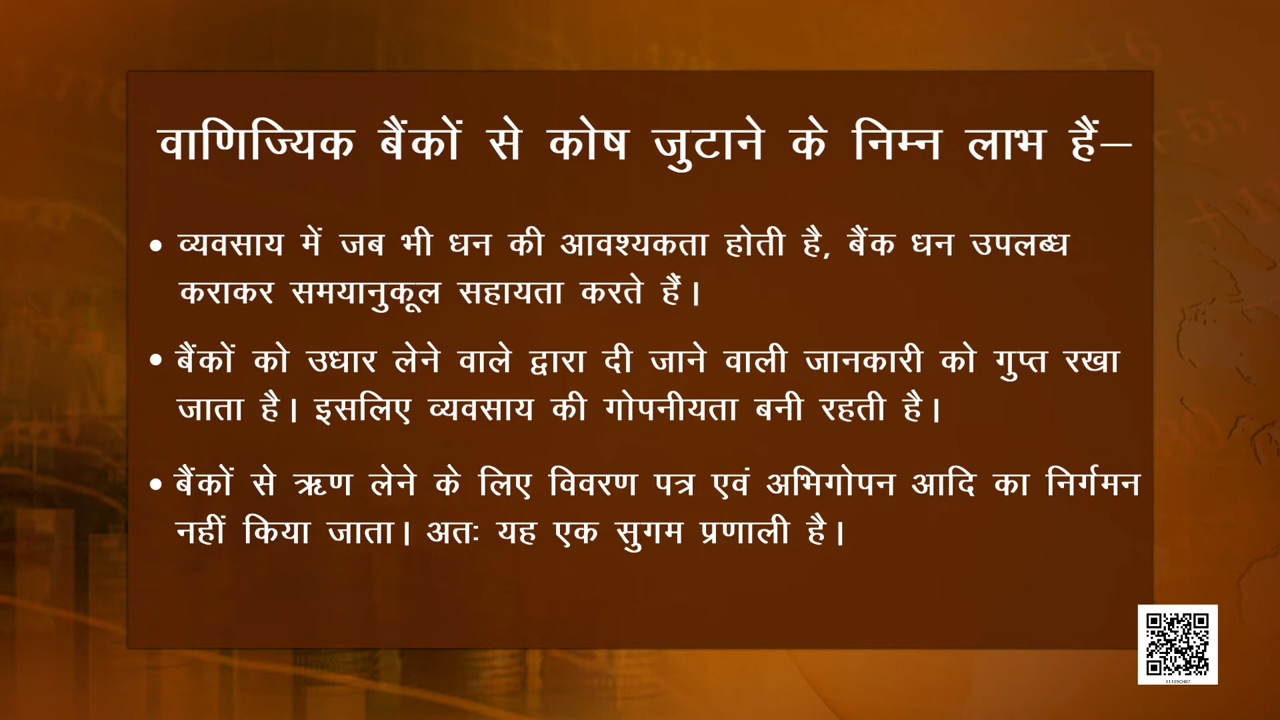 वाणिज्यिक बैंकों से कोष जुटाने के निम्न लाभ हैं–
• व्यवसाय में जब भी धन की आवश्यकता होती है, बैंक धन उपलब्ध
कराकर समयानुकूल सहायता करते हैं।
• बैंकों को उधार लेने वाले द्वारा दी जाने वाली जानकारी को गुप्त रखा
जाता है। इसलिए व्यवसाय की गोपनीयता बनी रहती है।
• बैंकों से ऋण लेने के लिए विवरण पत्र एवं अभिगोपन आदि का निर्गमन
नहीं किया जाता। अतः यह एक सुगम प्रणाली है।